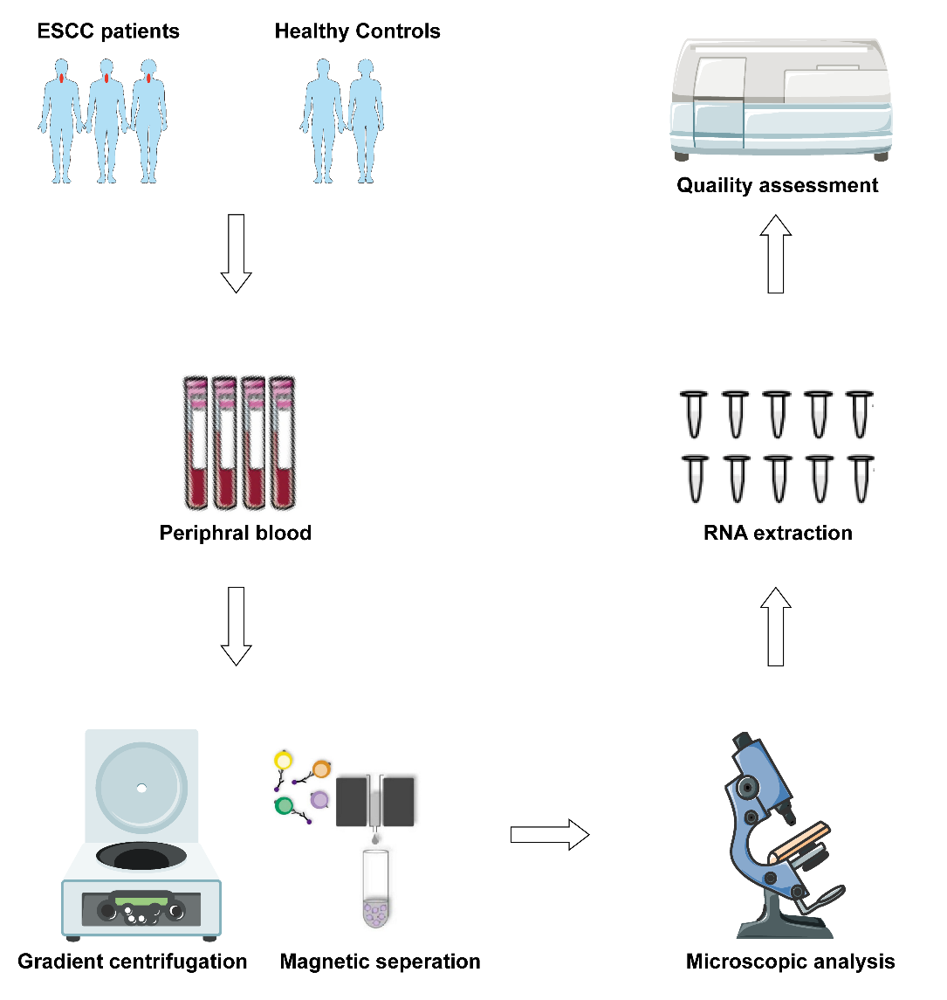 ESCC patients
Healthy Controls
Quaility assessment
Periphral blood
RNA extraction
Gradient centrifugation
Magnetic seperation
Microscopic analysis